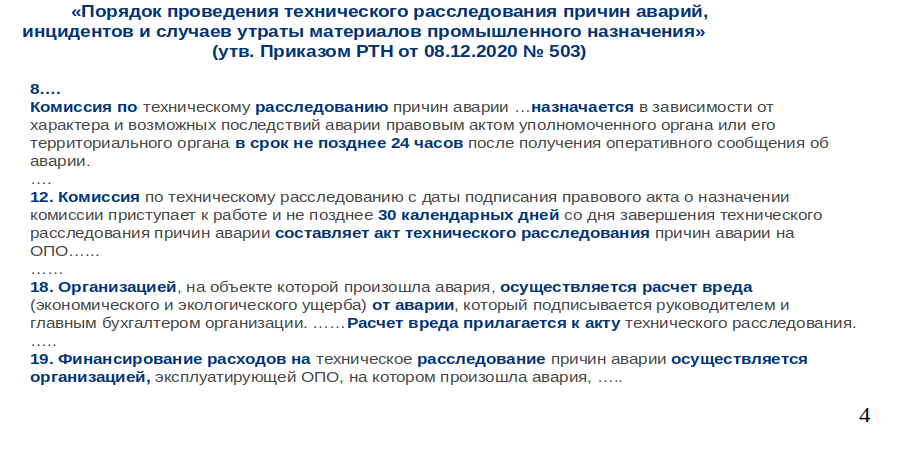 «Порядок проведения технического расследования причин аварий,
инцидентов и случаев утраты материалов промышленного назначения»
(утв. Приказом РТН от 08.12.2020 № 503)
8….
Комиссия по техническому расследованию причин аварии …назначается в зависимости от
характера и возможных последствий аварии правовым актом уполномоченного органа или его
территориального органа в срок не позднее 24 часов после получения оперативного сообщения об
аварии.
….
12. Комиссия по техническому расследованию с даты подписания правового акта о назначении
комиссии приступает к работе и не позднее 30 календарных дней со дня завершения технического
расследования причин аварии составляет акт технического расследования причин аварии на
ОПО…...
……
18. Организацией, на объекте которой произошла авария, осуществляется расчет вреда
(экономического и экологического ущерба) от аварии, который подписывается руководителем и
главным бухгалтером организации. ……Расчет вреда прилагается к акту технического расследования.
…..
19. Финансирование расходов на техническое расследование причин аварии осуществляется
организацией, эксплуатирующей ОПО, на котором произошла авария, …..
4